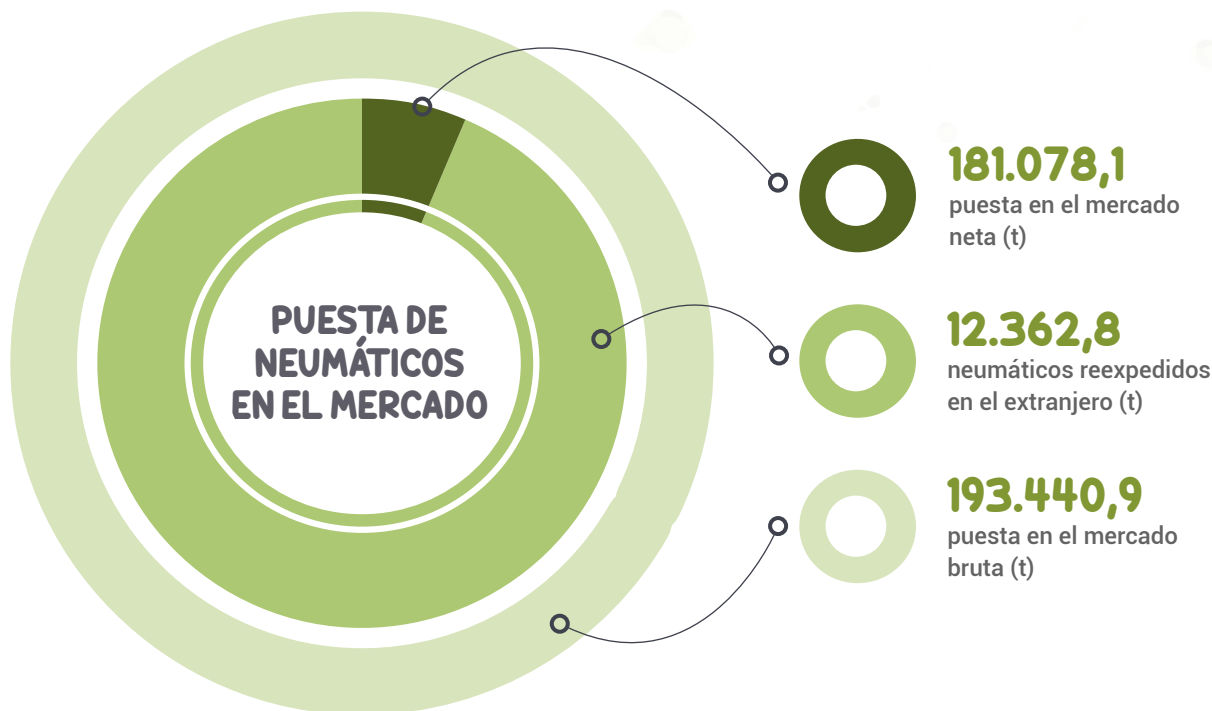 PUESTA DE
NEUMÁTICOS
EN EL MERCADO
181.078,1
puesta en el mercado
neta (t)
12.362,8
neumáticos reexpedidos
en el extranjero (t)
193.440,9
puesta en el mercado
bruta (t)